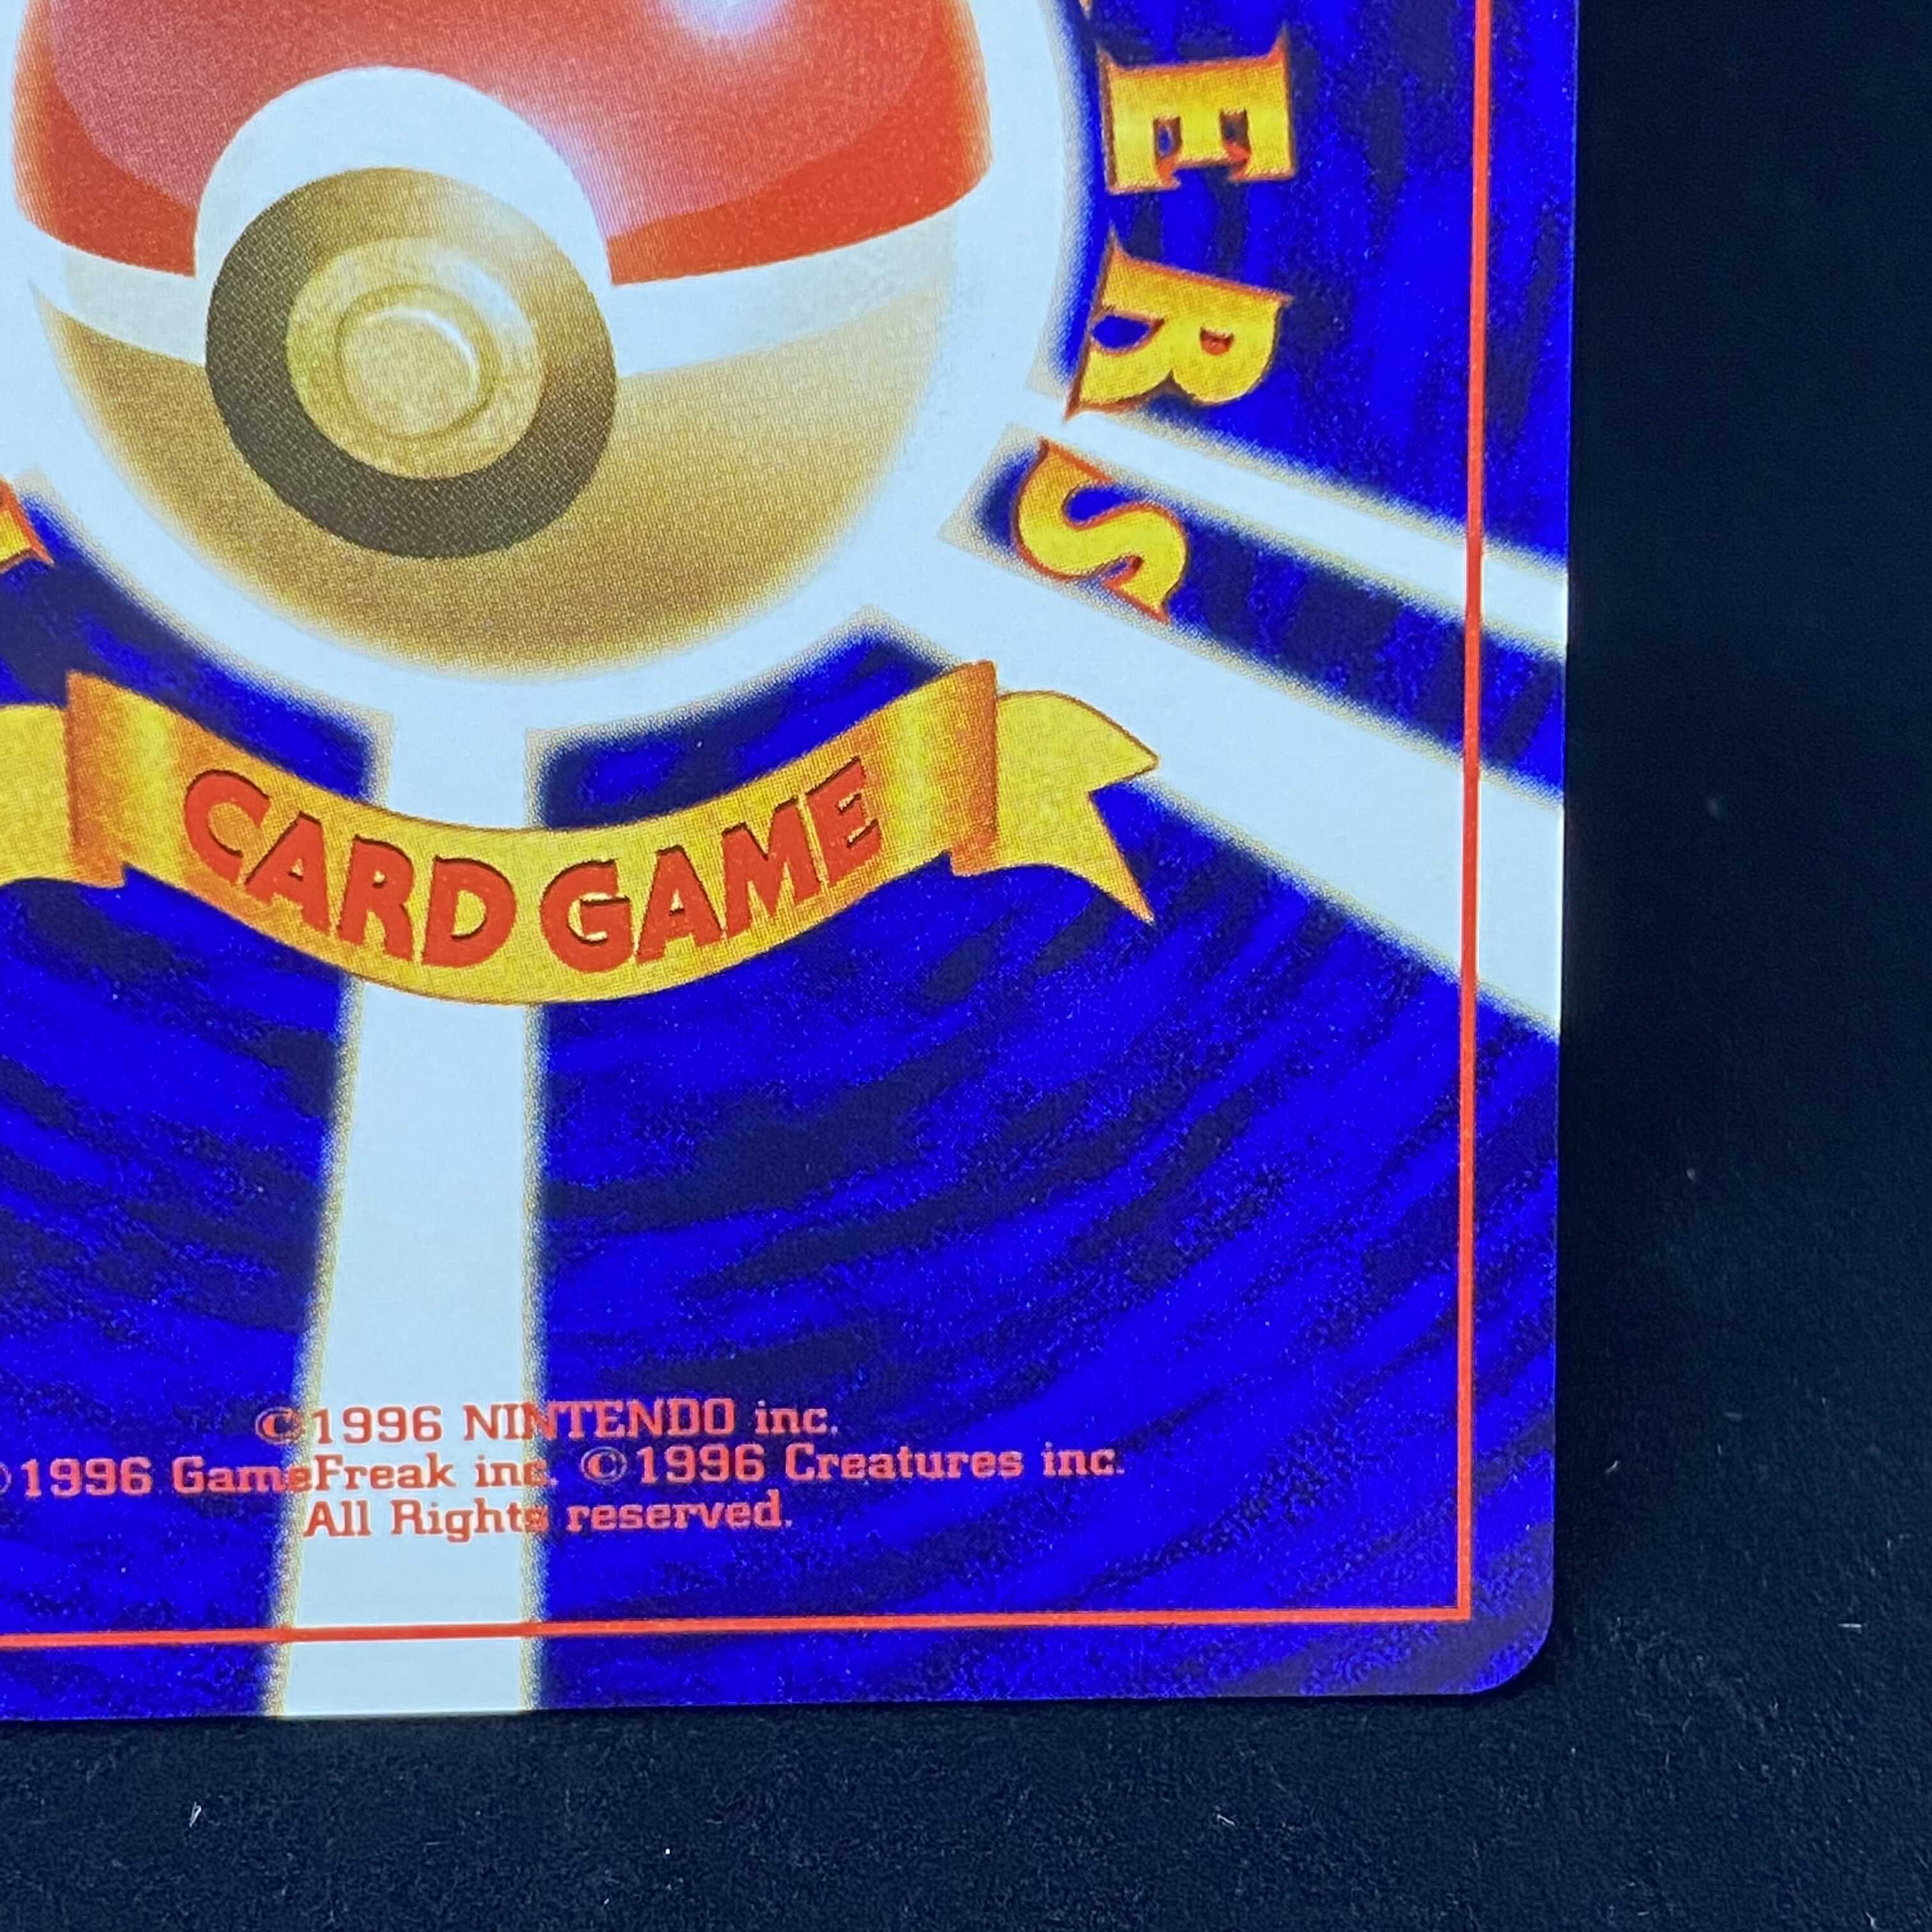 ERS
CARD GAME
©1996 NINTENDO inc.
©1996 GameFreak inc. ©1996 Creatures inc.
All Rights reserved.